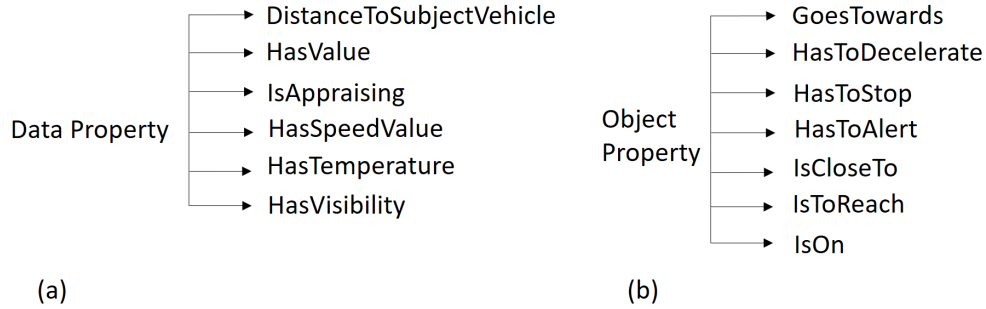 Data Property
DistanceToSubjectVehicle
HasValue
IsAppraising
HasSpeedValue
HasTemperature
HasVisibility
(a)
Object
Property
GoesTowards
HasToDecelerate
HasToStop
HasToAlert
IsCloseTo
IsToReach
IsOn
(b)